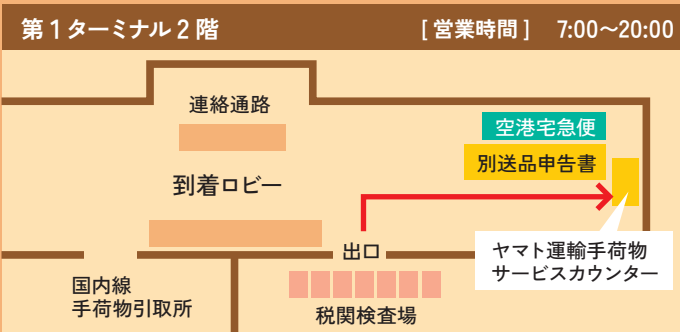 第1ターミナル2階
[営業時間] 7:00～20:00
連絡通路
空港宅急便
別送品申告書
到着ロビー
出口
ヤマト運輸手荷物
サービスカウンター
国内線
手荷物引取所
税関検査場